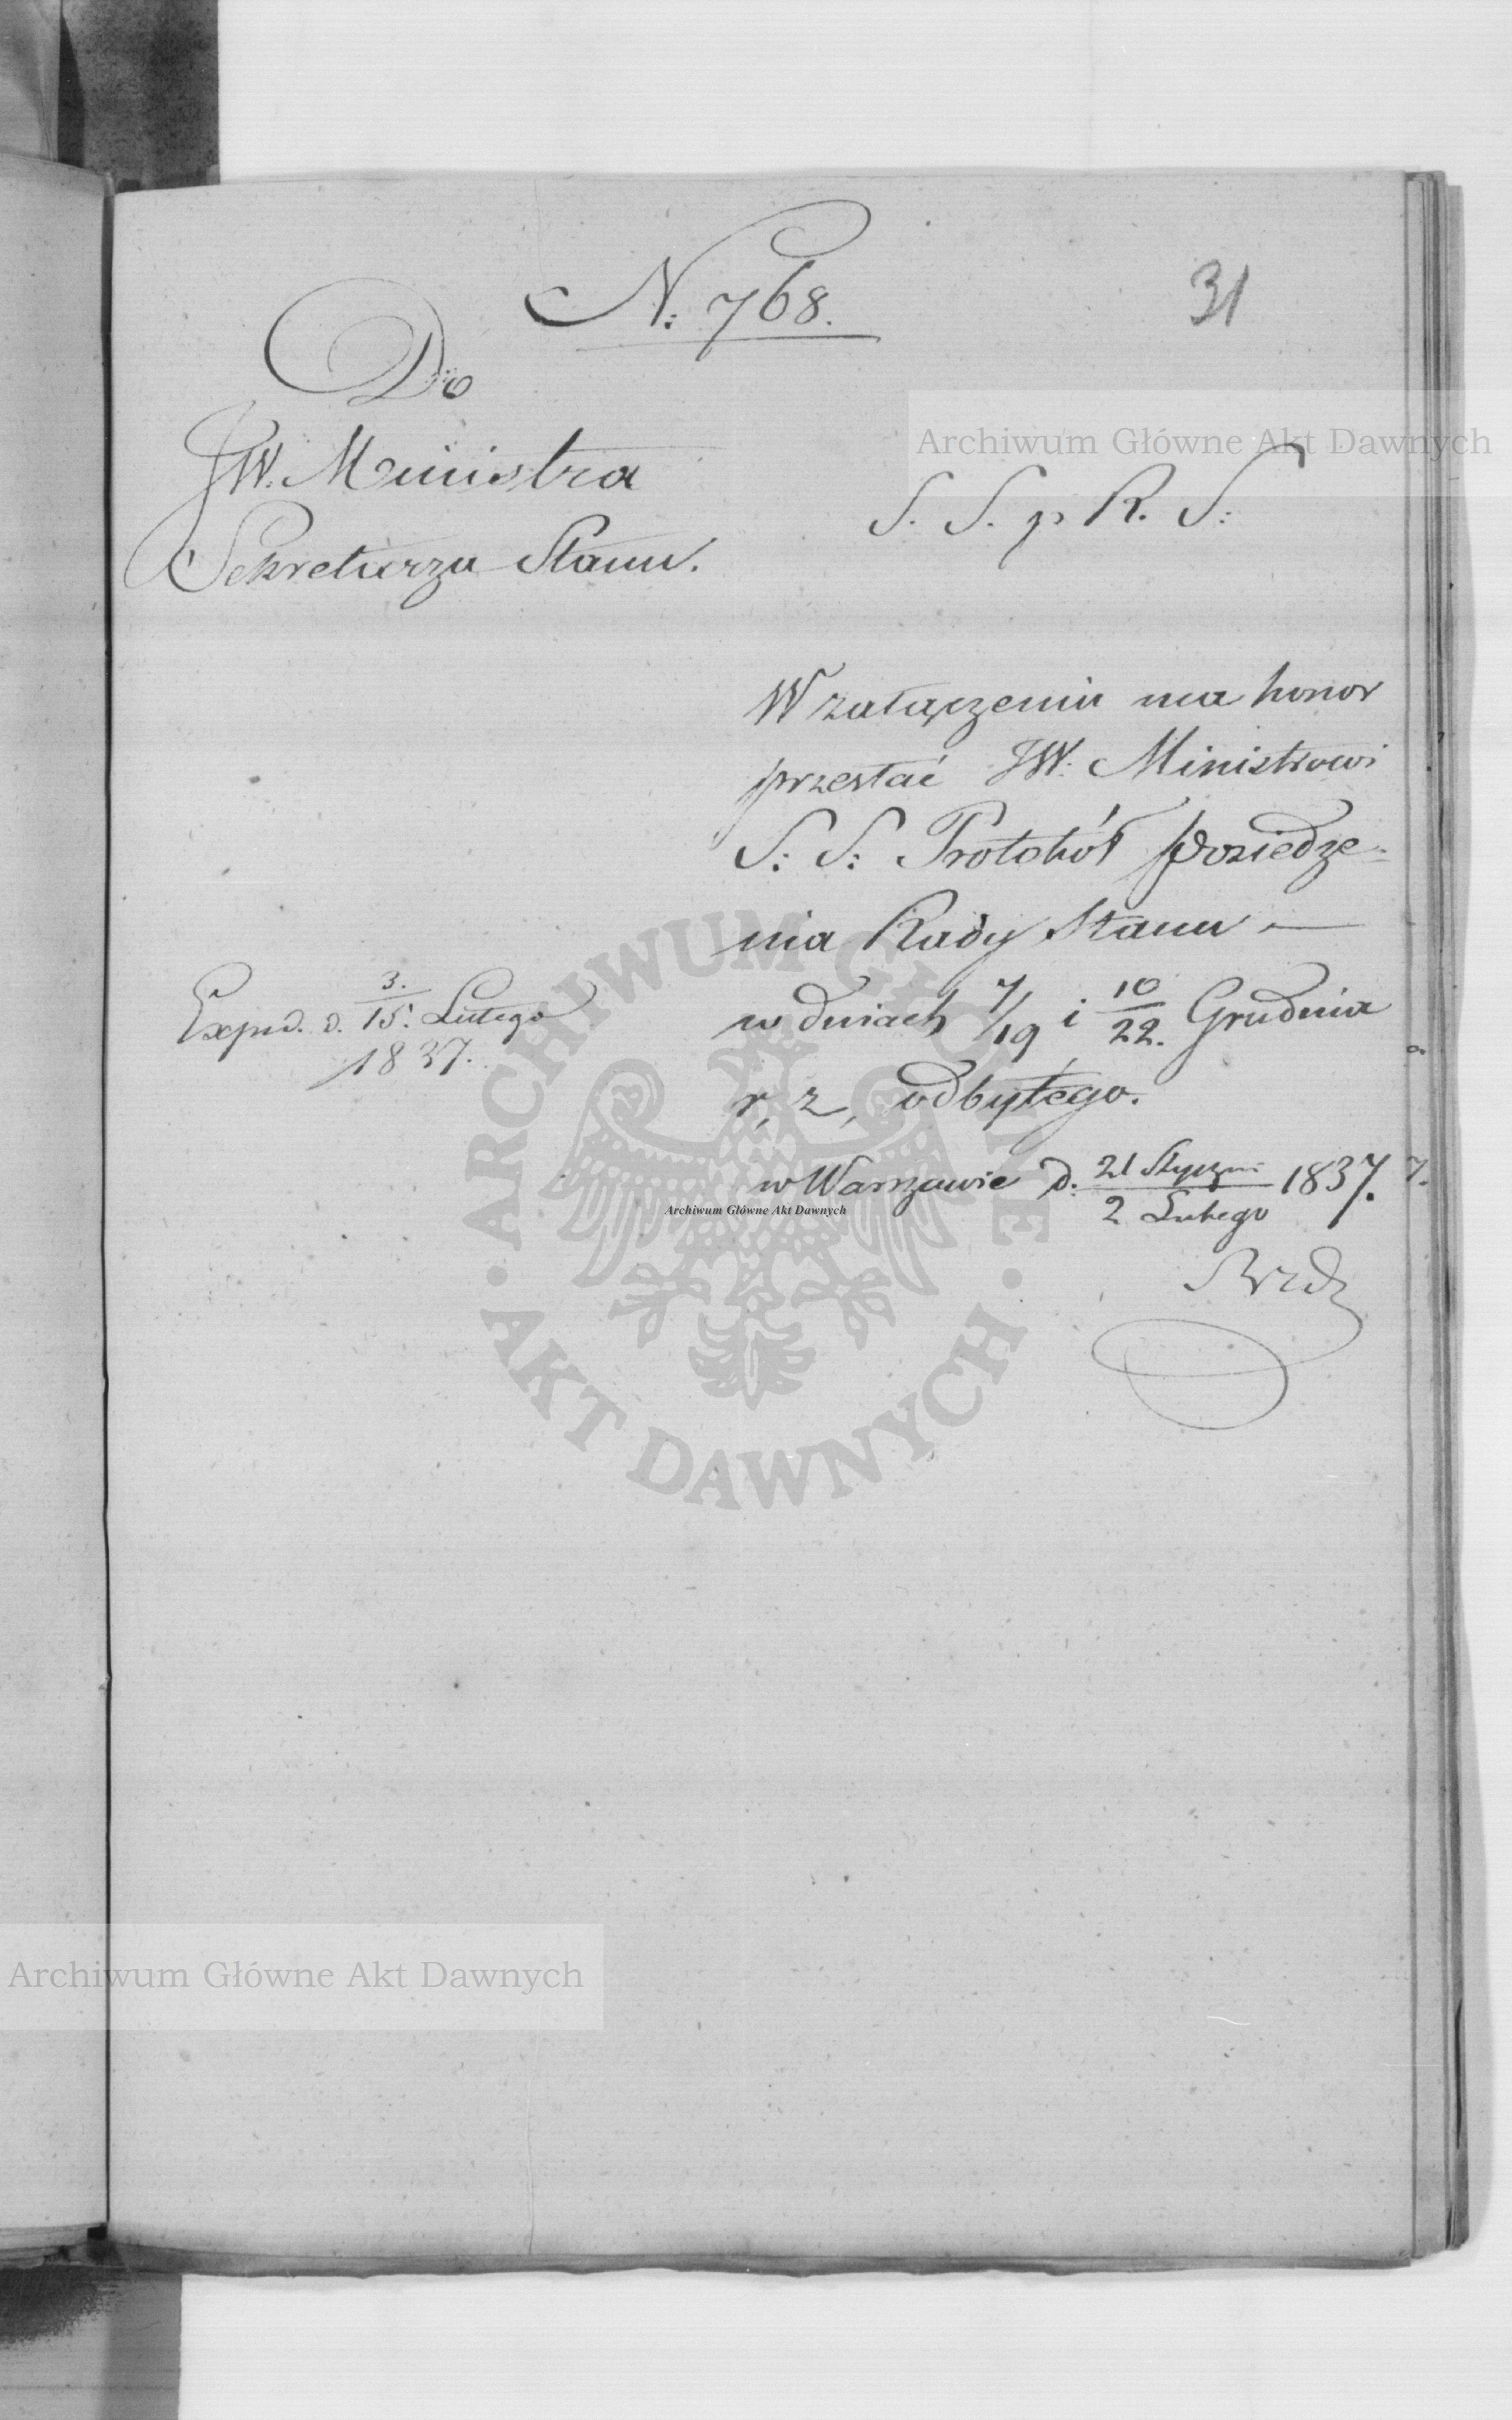 N: 768.
31
Do
JW. Ministra
Sekretarza Stanu.
Archiwum Główne Akt Dawnych
S. S. p R. S:
W załączeniu ma honor
przesłać JW. Ministrowi
S: S: Protokół posiedze-
nia Rady Stanu —
w dniach 7/19 i 10/22. Grudnia
r, z, odbytego.
Exped. d. 3./15. Lutego
1837.
w Warszawie d. 21 Stycznia/2 Lutego 1837.
ARCHIWUM GŁÓWNE
AKT DAWNYCH
Archiwum Główne Akt Dawnych
Archiwum Główne Akt Dawnych